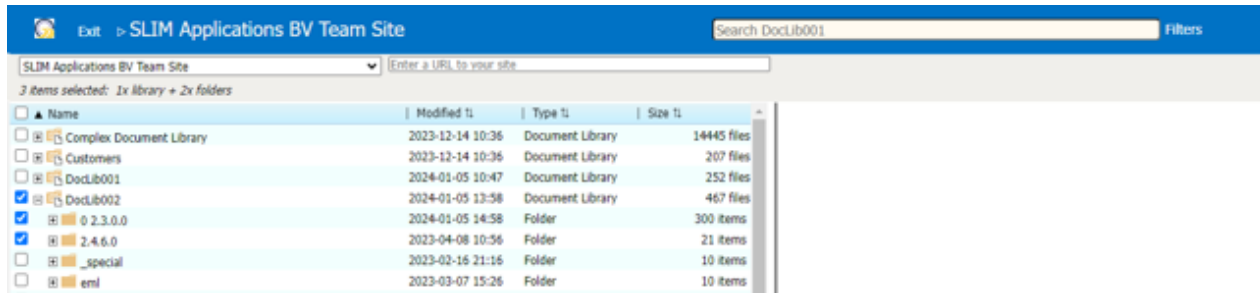 Exit ▹ SLIM Applications BV Team Site Search DocLib001 Filters
SLIM Applications BV Team Site Enter a URL to your site
3 items selected: 1x library + 2x folders
▲ Name | Modified ⇅ | Type ⇅ | Size ⇅
Complex Document Library 2023-12-14 10:36 Document Library 14445 files
Customers 2023-12-14 10:36 Document Library 207 files
DocLib001 2024-01-05 10:47 Document Library 252 files
DocLib002 2024-01-05 13:58 Document Library 467 files
0 2.3.0.0 2024-01-05 14:58 Folder 300 items
2.4.6.0 2023-04-08 10:56 Folder 21 items
_special 2023-02-16 21:16 Folder 10 items
eml 2023-03-07 15:26 Folder 10 items